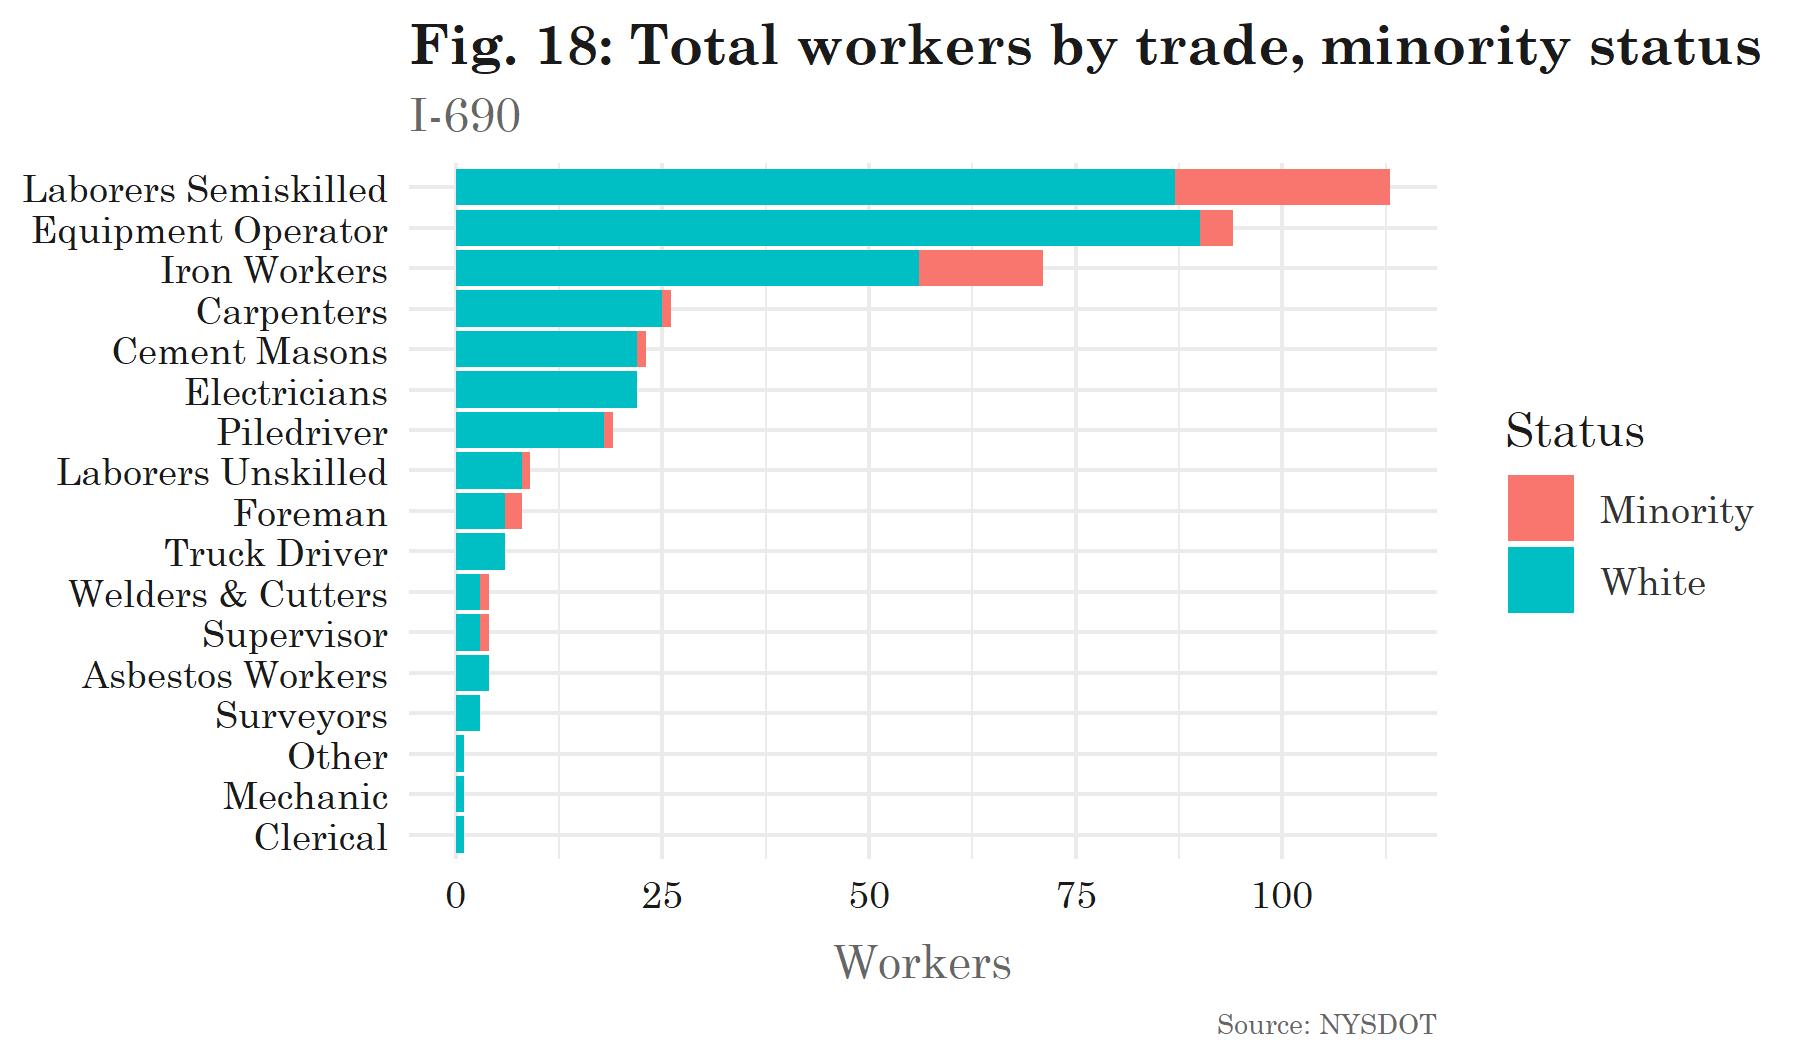 Fig. 18: Total workers by trade, minority status
I-690
Laborers Semiskilled
Equipment Operator
Iron Workers
Carpenters
Cement Masons
Electricians
Piledriver
Laborers Unskilled
Foreman
Truck Driver
Welders & Cutters
Supervisor
Asbestos Workers
Surveyors
Other
Mechanic
Clerical
0 25 50 75 100
Workers
Status
Minority
White
Source: NYSDOT